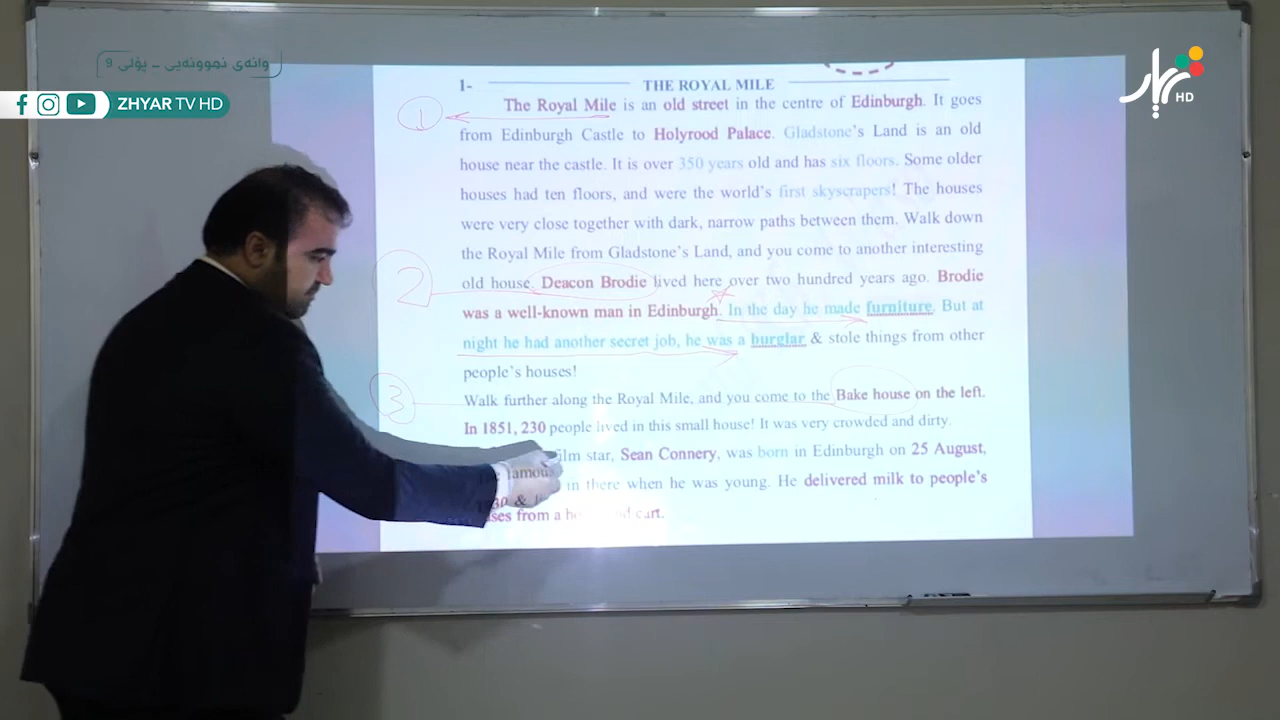 وانەی نموونەیی - پۆلی 9
ZHYAR TV HD
ژیار
HD
1- THE ROYAL MILE
The Royal Mile is an old street in the centre of Edinburgh. It goes
from Edinburgh Castle to Holyrood Palace. Gladstone's Land is an old
house near the castle. It is over 350 years old and has six floors. Some older
houses had ten floors, and were the world's first skyscrapers! The houses
were very close together with dark, narrow paths between them. Walk down
the Royal Mile from Gladstone's Land, and you come to another interesting
old house. Deacon Brodie lived here over two hundred years ago. Brodie
was a well-known man in Edinburgh. In the day he made furniture. But at
night he had another secret job, he was a burglar & stole things from other
people's houses!
Walk further along the Royal Mile, and you come to the Bake house on the left.
In 1851, 230 people lived in this small house! It was very crowded and dirty.
famous film star, Sean Connery, was born in Edinburgh on 25 August,
& in there when he was young. He delivered milk to people's
from a cart.
1
2
3